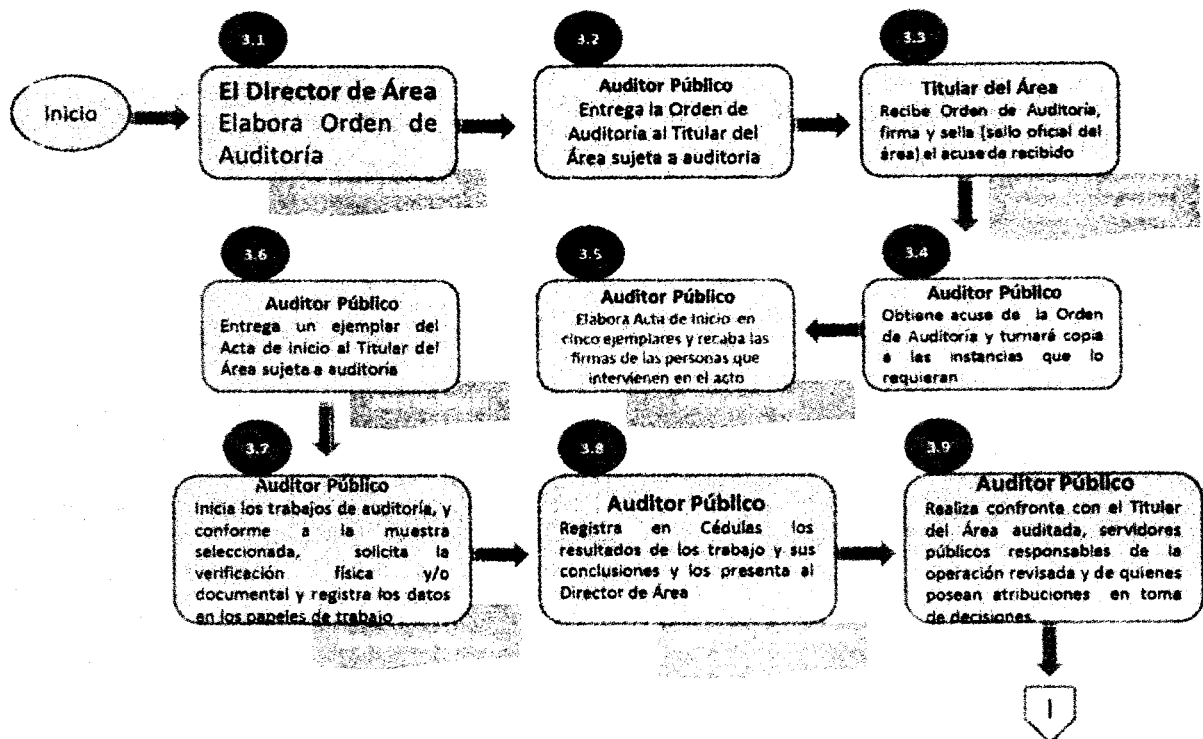 Inicio
3.1
El Director de Área
Elabora Orden de
Auditoría
3.2
Auditor Público
Entrega la Orden de
Auditoría al Titular del
Área sujeta a auditoría
3.3
Titular del Área
Recibe Orden de Auditoría,
firma y sella (sello oficial del
área) el acuse de recibido
3.4
Auditor Público
Obtiene acuse de la Orden
de Auditoría y turnará copia
a las instancias que lo
requieran
3.5
Auditor Público
Elabora Acta de Inicio en
cinco ejemplares y recaba las
firmas de las personas que
intervienen en el acto
3.6
Auditor Público
Entrega un ejemplar del
Acta de Inicio al Titular del
Área sujeta a auditoría
3.7
Auditor Público
Inicia los trabajos de auditoría, y
conforme a la muestra
seleccionada, solicita la
verificación física y/o
documental y registra los datos
en los papeles de trabajo
3.8
Auditor Público
Registra en Cédulas los
resultados de los trabajo y sus
conclusiones y los presenta al
Director de Área
3.9
Auditor Público
Realiza confronta con el Titular
del Área auditada, servidores
públicos responsables de la
operación revisada y de quienes
posean atribuciones en toma
de decisiones
I